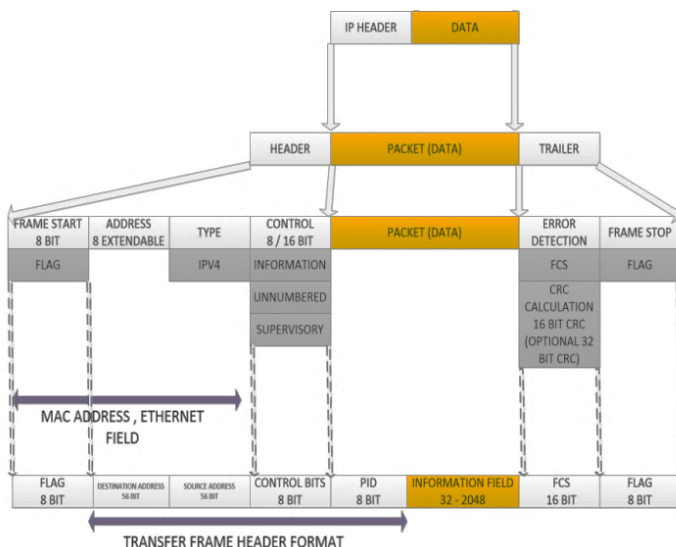 IP HEADER
DATA
HEADER
PACKET (DATA)
TRAILER
FRAME START
8 BIT
ADDRESS
8 EXTENDABLE
TYPE
CONTROL
8 / 16 BIT
PACKET (DATA)
ERROR
DETECTION
FRAME STOP
FLAG
IPV4
INFORMATION
FCS
FLAG
UNNUMBERED
SUPERVISORY
CRC
CALCULATION
16 BIT CRC
(OPTIONAL 32
BIT CRC)
MAC ADDRESS , ETHERNET
FIELD
FLAG
8 BIT
DESTINATION ADDRESS
56 BIT
SOURCE ADDRESS
56 BIT
CONTROL BITS
8 BIT
PID
8 BIT
INFORMATION FIELD
32 - 2048
FCS
16 BIT
FLAG
8 BIT
TRANSFER FRAME HEADER FORMAT